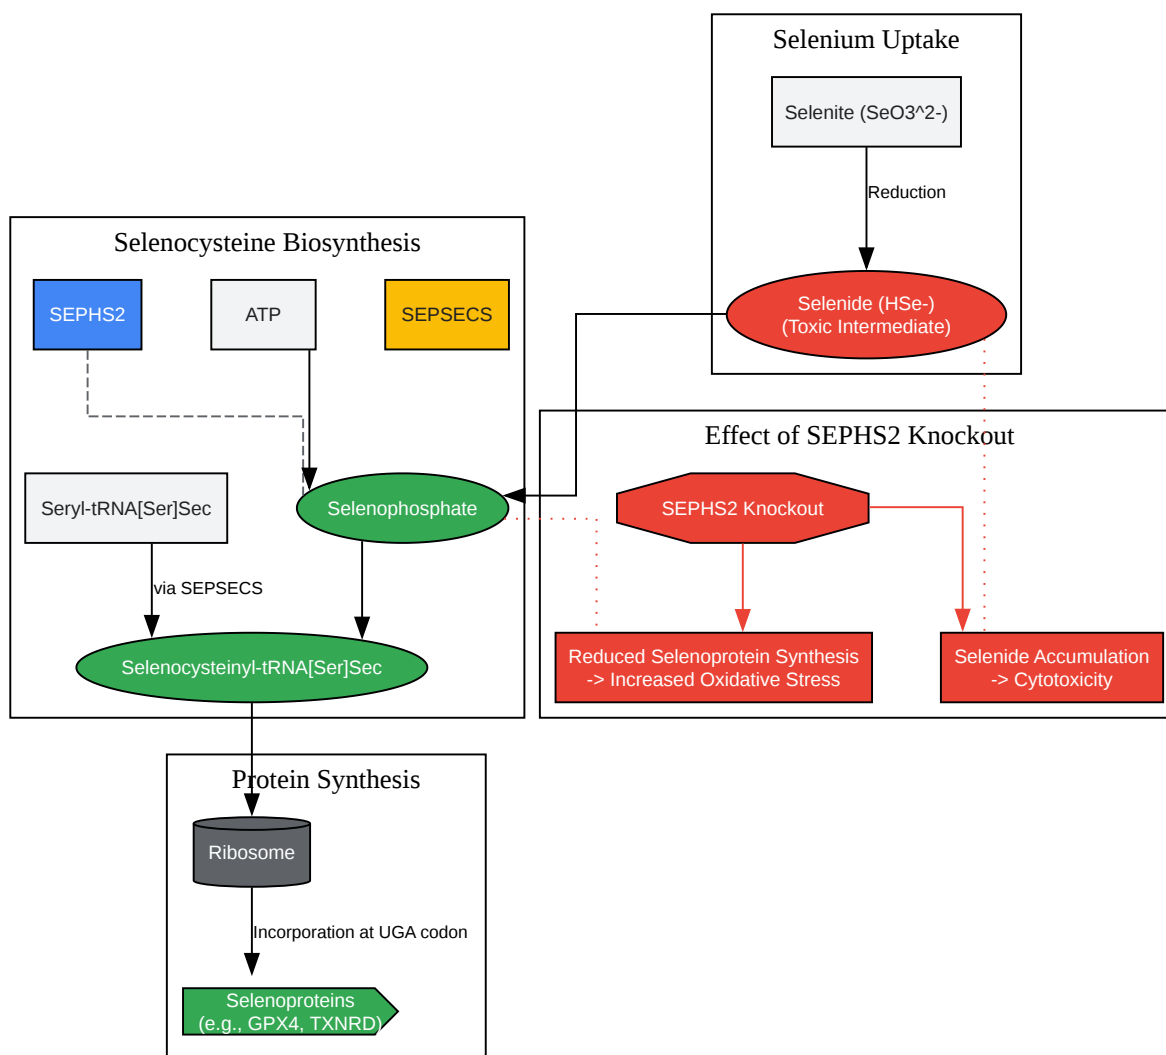 Selenium Uptake
Selenite (SeO3^2-)
Reduction
Selenide (HSe-)
(Toxic Intermediate)
Selenocysteine Biosynthesis
SEPHS2
ATP
SEPSECS
Seryl-tRNA[Ser]Sec
Selenophosphate
via SEPSECS
Selenocysteinyl-tRNA[Ser]Sec
Effect of SEPHS2 Knockout
SEPHS2 Knockout
Reduced Selenoprotein Synthesis
-> Increased Oxidative Stress
Selenide Accumulation
-> Cytotoxicity
Protein Synthesis
Ribosome
Incorporation at UGA codon
Selenoproteins
(e.g., GPX4, TXNRD)